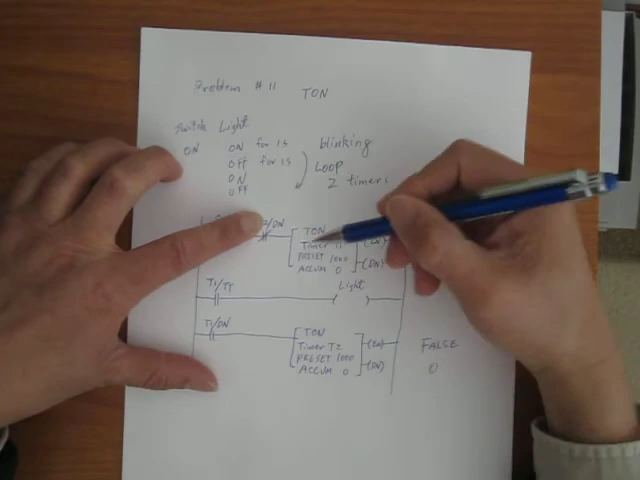 Problem #11 TON
Switch Light
ON ON for 1s blinking
OFF for 1s LOOP
ON 2 timers
OFF
/DN TON
Timer T1
PRESET 1000
ACCUM 0 (DN)
T1/TT Light
T1/DN TON
Timer T2 (EN) FALSE
PRESET 1000
ACCUM 0 (DN) 0